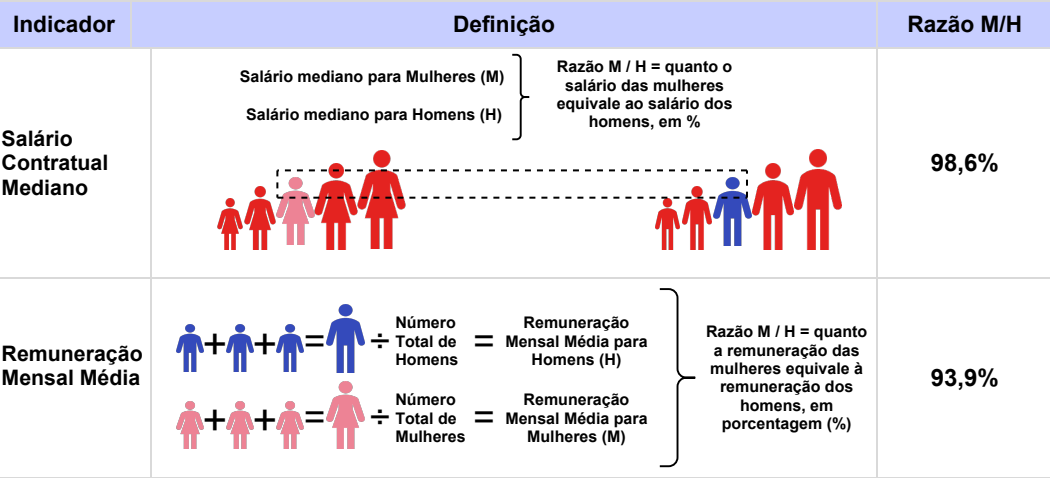 Indicador
Definição
Razão M/H
Salário
Contratual
Mediano
Salário mediano para Mulheres (M)
Salário mediano para Homens (H)
Razão M / H = quanto o
salário das mulheres
equivale ao salário dos
homens, em %
98,6%
Remuneração
Mensal Média
+ + = ÷
Número
Total de
Homens
=
Remuneração
Mensal Média para
Homens (H)
+ + = ÷
Número
Total de
Mulheres
=
Remuneração
Mensal Média para
Mulheres (M)
Razão M / H = quanto
a remuneração das
mulheres equivale à
remuneração dos
homens, em
porcentagem (%)
93,9%